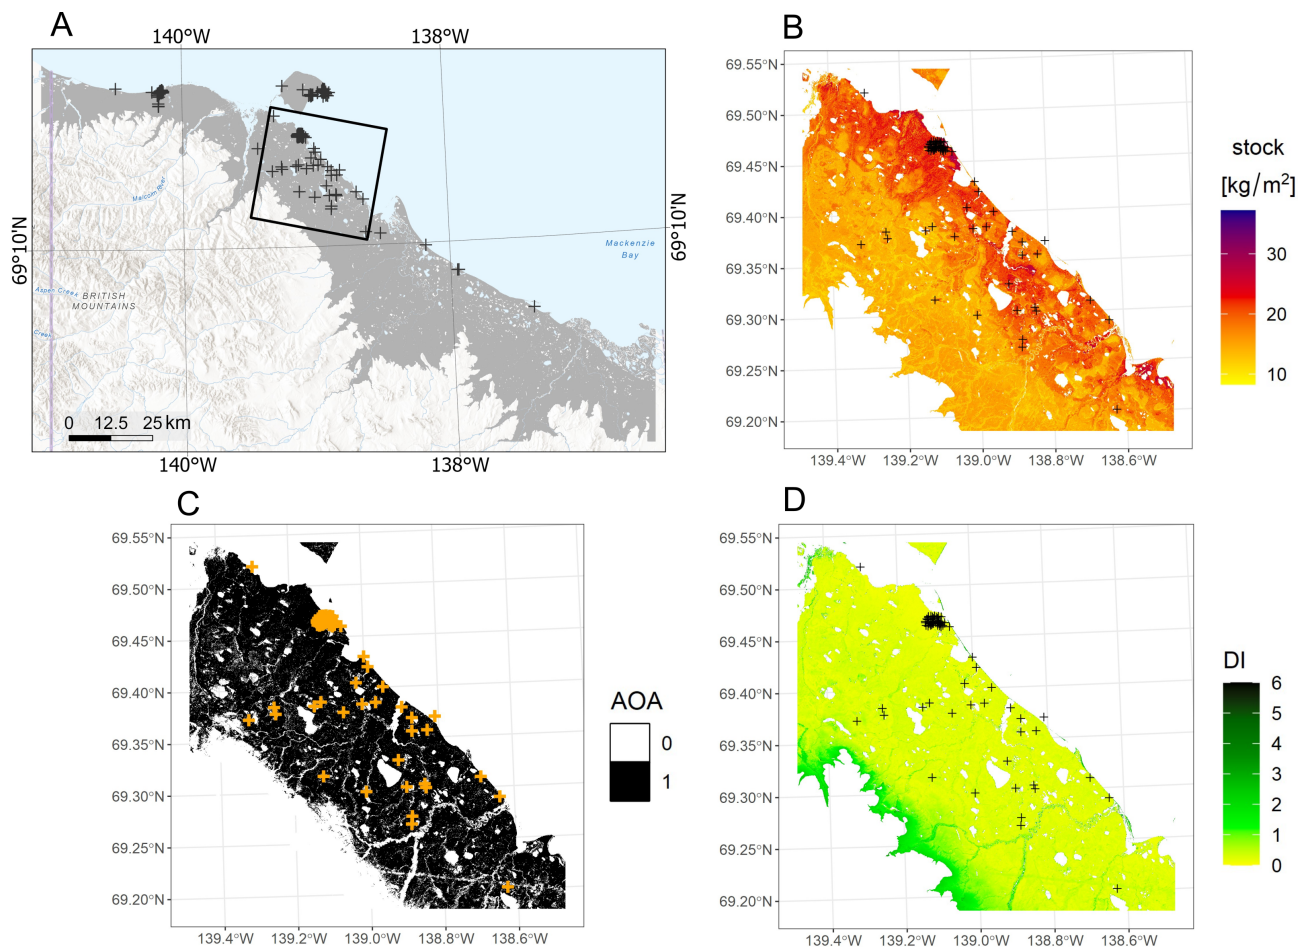 A
140°W
138°W
69°10'N
69°10'N
Malcolm River
Mackenzie
Bay
Aspen Creek
BRITISH
MOUNTAINS
Creek
0 12.5 25 km
140°W
138°W
B
69.55°N
69.50°N
69.45°N
69.40°N
69.35°N
69.30°N
69.25°N
69.20°N
139.4°W 139.2°W 139.0°W 138.8°W 138.6°W
stock
[kg/m²]
30
20
10
C
69.55°N
69.50°N
69.45°N
69.40°N
69.35°N
69.30°N
69.25°N
69.20°N
139.4°W 139.2°W 139.0°W 138.8°W 138.6°W
AOA
0
1
D
69.55°N
69.50°N
69.45°N
69.40°N
69.35°N
69.30°N
69.25°N
69.20°N
139.4°W 139.2°W 139.0°W 138.8°W 138.6°W
DI
6
5
4
3
2
1
0